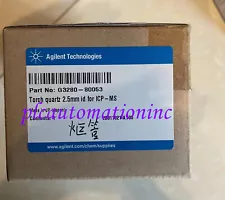 Agilent Technologies
Part No G3280-80053
Torch quartz 2.5mm id for ICP-MS
automationinc
炬管
www.agilent.com/chem/supplies